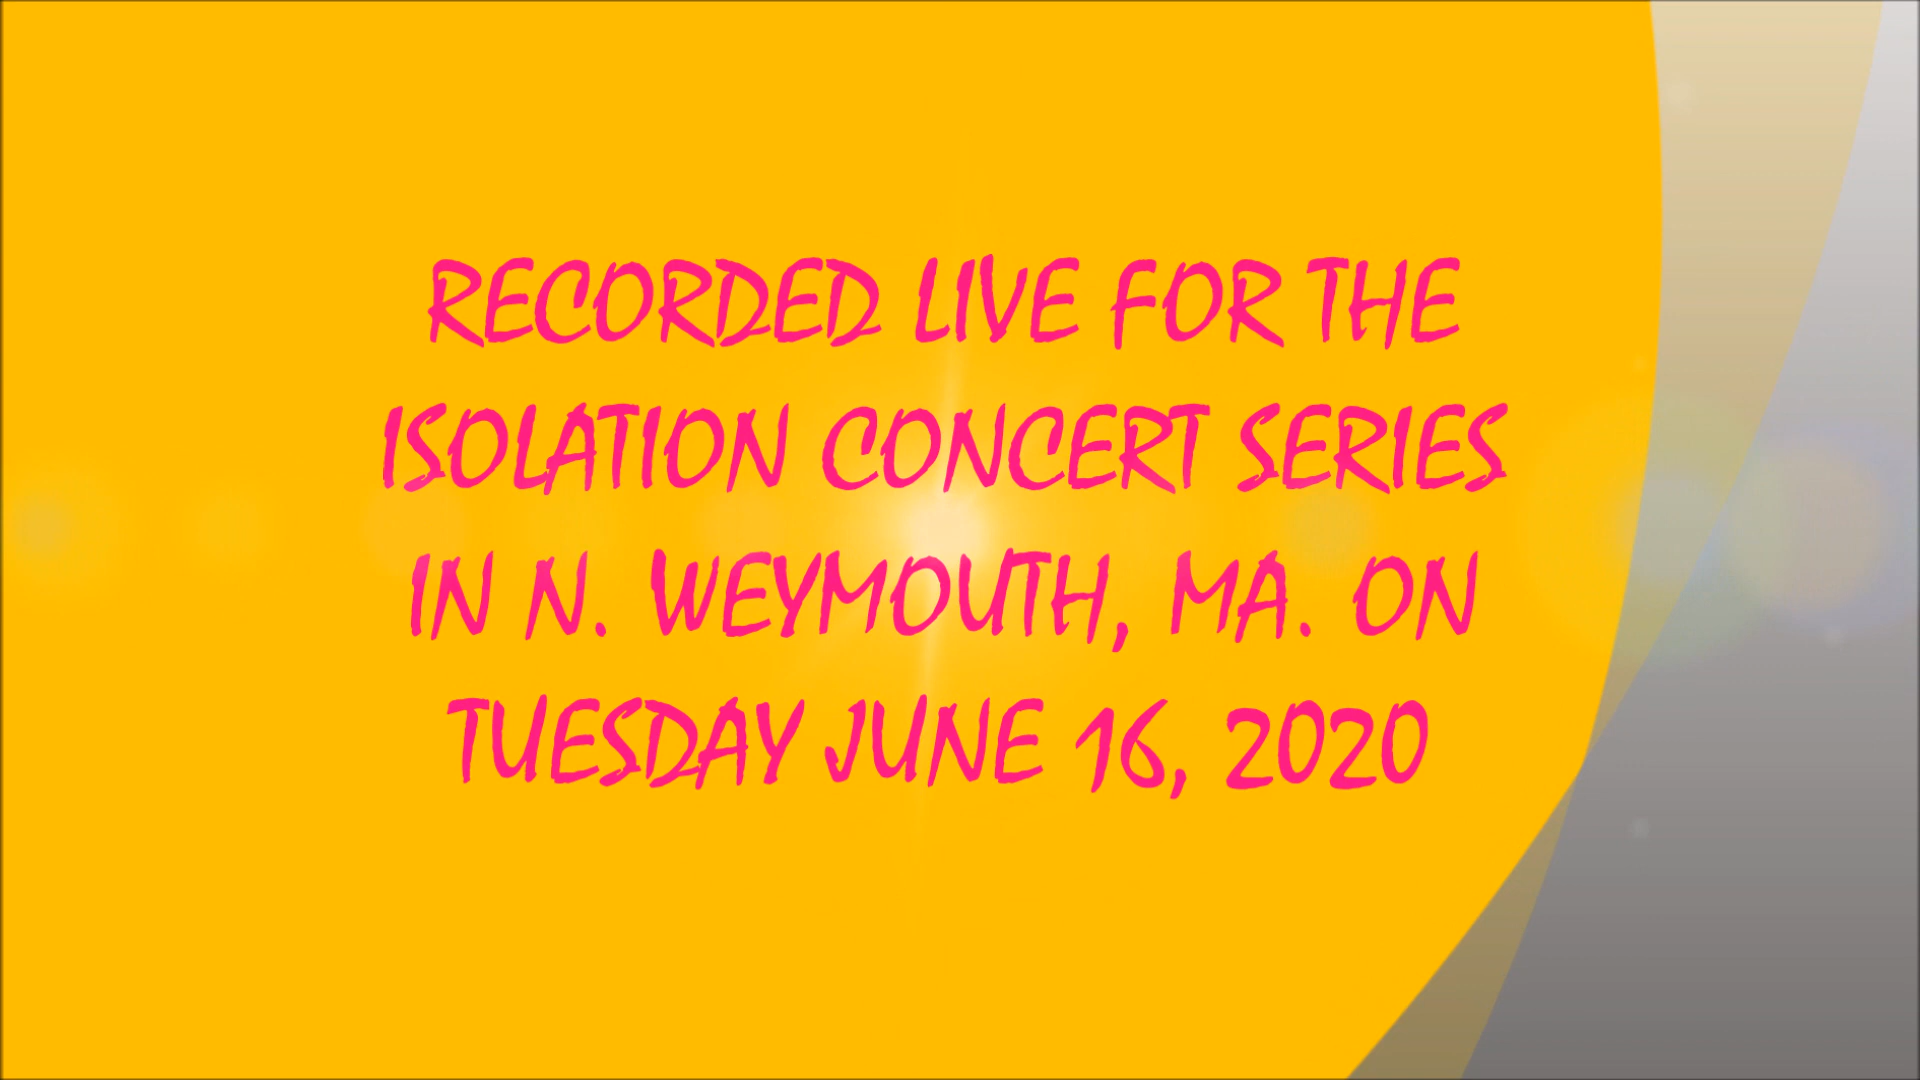 RECORDED LIVE FOR THE
ISOLATION CONCERT SERIES
IN N. WEYMOUTH, MA. ON
TUESDAY JUNE 16, 2020